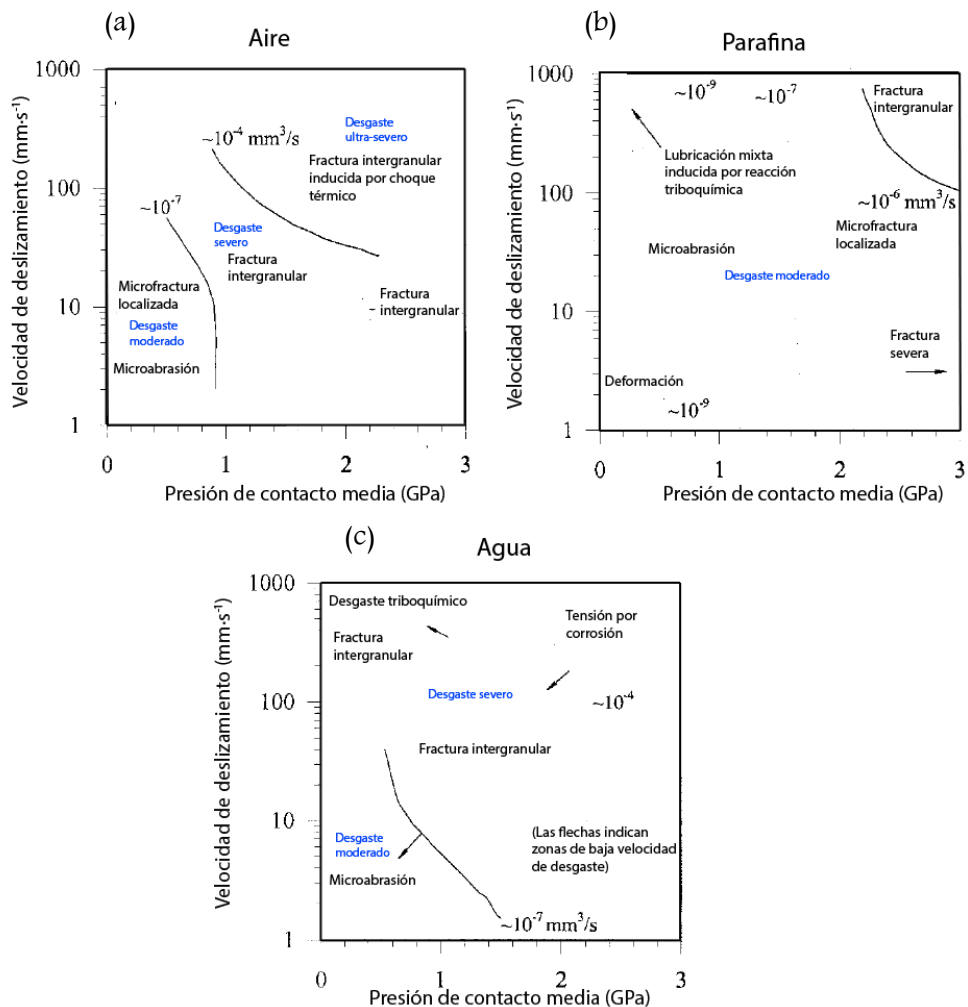 (a)
Aire
Velocidad de deslizamiento (mm·s⁻¹)
1000
100
10
1
~10⁻⁴ mm³/s
Desgaste
ultra-severo
Fractura intergranular
inducida por choque
térmico
~10⁻⁷
Desgaste
severo
Fractura
intergranular
Microfractura
localizada
Fractura
intergranular
Desgaste
moderado
Microabrasión
0 1 2 3
Presión de contacto media (GPa)
(b)
Parafina
Velocidad de deslizamiento (mm·s⁻¹)
1000
100
10
1
~10⁻⁹
~10⁻⁷
Fractura
intergranular
Lubricación mixta
inducida por reacción
triboquímica
~10⁻⁶ mm³/s
Microfractura
localizada
Microabrasión
Desgaste moderado
Fractura
severa
Deformación
~10⁻⁹
0 1 2 3
Presión de contacto media (GPa)
(c)
Agua
Velocidad de deslizamiento (mm·s⁻¹)
1000
100
10
1
Desgaste triboquímico
Tensión por
corrosión
Fractura
intergranular
Desgaste severo
~10⁻⁴
Fractura intergranular
Desgaste
moderado
(Las flechas indican
zonas de baja velocidad
de desgaste)
Microabrasión
~10⁻⁷ mm³/s
0 1 2 3
Presión de contacto media (GPa)